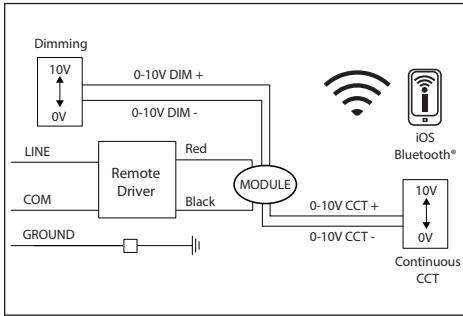 Dimming
10V
0V
0-10V DIM +
0-10V DIM -
iOS
Bluetooth®
LINE
COM
GROUND
Remote
Driver
Red
Black
MODULE
0-10V CCT +
0-10V CCT -
10V
0V
Continuous
CCT